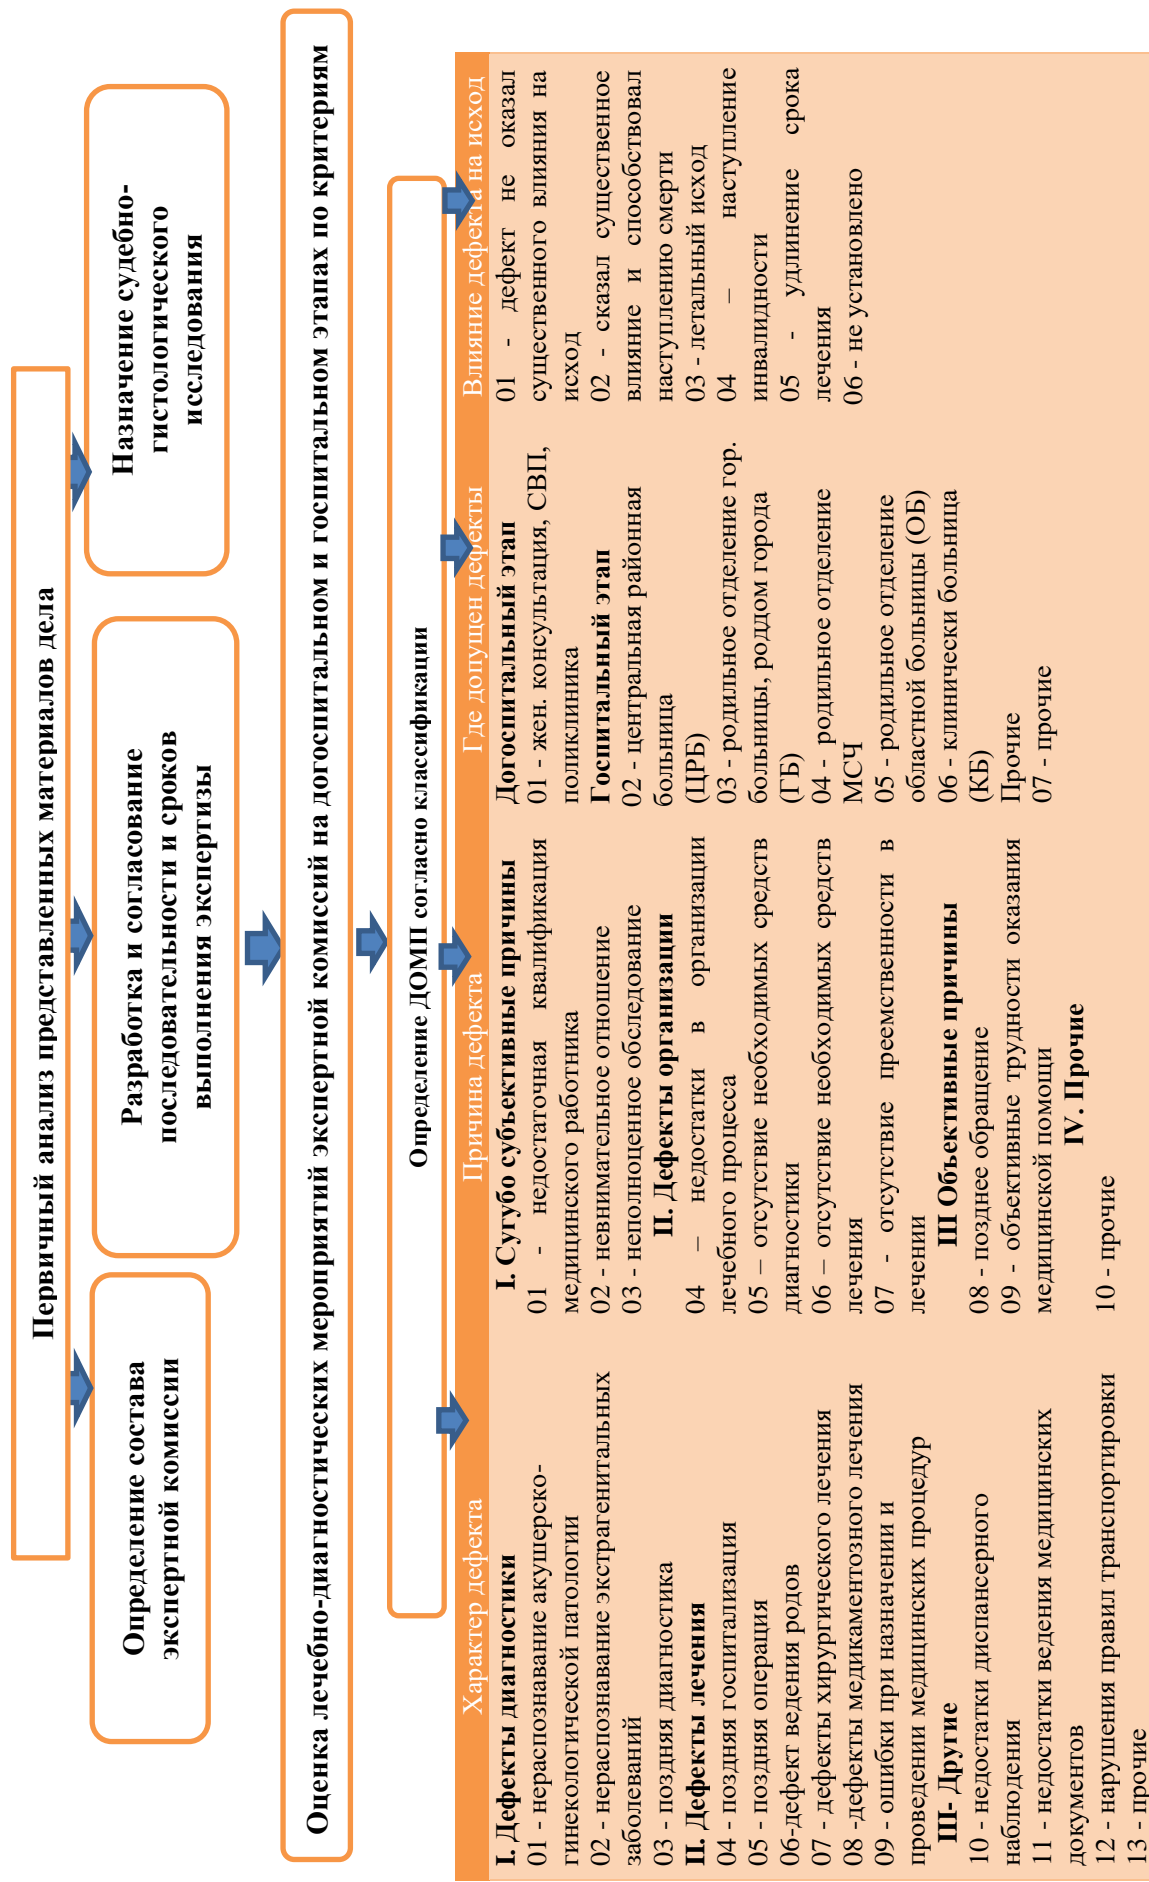 Первичный анализ представленных материалов дела
Определение состава
экспертной комиссии
Разработка и согласование
последовательности и сроков
выполнения экспертизы
Назначение судебно-
гистологического
исследования
Оценка лечебно-диагностических мероприятий экспертной комиссий на догоспитальном и госпитальном этапах по критериям
Определение ДОМП согласно классификации
Характер дефекта
I. Дефекты диагностики
01 - нераспознавание акушерско-
гинекологической патологии
02 - нераспознавание экстрагенитальных
заболеваний
03 - поздняя диагностика
II. Дефекты лечения
04 - поздняя госпитализация
05 - поздняя операция
06-дефект ведения родов
07 - дефекты хирургического лечения
08 -дефекты медикаментозного лечения
09 - ошибки при назначении и
проведении медицинских процедур
III- Другие
10 - недостатки диспансерного
наблюдения
11 - недостатки ведения медицинских
документов
12 - нарушения правил транспортировки
13 - прочие
Причина дефекта
I. Сугубо субъективные причины
01 - недостаточная квалификация
медицинского работника
02 - невнимательное отношение
03 - неполноценное обследование
II. Дефекты организации
04 – недостатки в организации
лечебного процесса
05 – отсутствие необходимых средств
диагностики
06 – отсутствие необходимых средств
лечения
07 - отсутствие преемственности в
лечении
III Объективные причины
08 - позднее обращение
09 - объективные трудности оказания
медицинской помощи
IV. Прочие
10 - прочие
Где допущен дефекты
Догоспитальный этап
01 - жен. консультация, СВП,
поликлиника
Госпитальный этап
02 - центральная районная
больница
(ЦРБ)
03 - родильное отделение гор.
больницы, роддом города
(ГБ)
04 - родильное отделение
МСЧ
05 - родильное отделение
областной больницы (ОБ)
06 - клинически больница
(КБ)
Прочие
07 - прочие
Влияние дефекта на исход
01 - дефект не оказал
существенного влияния на
исход
02 - сказал существенное
влияние и способствовал
наступлению смерти
03 - летальный исход
04 – наступление
инвалидности
05 - удлинение срока
лечения
06 - не установлено